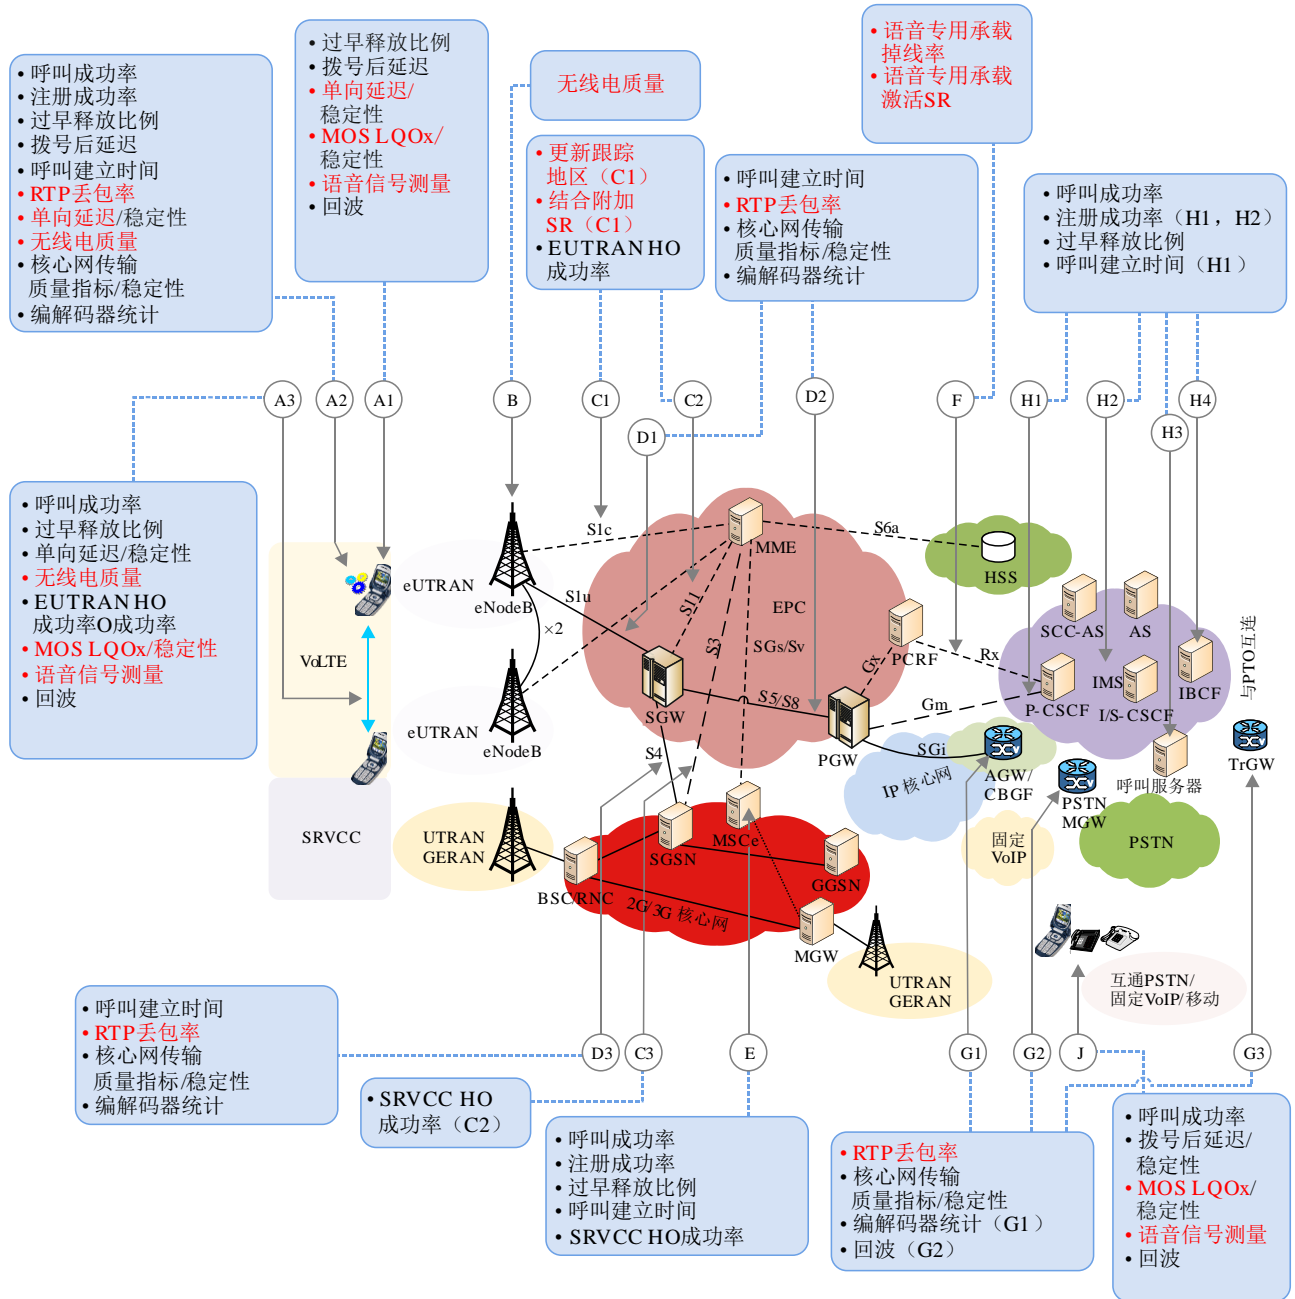 • 呼叫成功率
• 注册成功率
• 过早释放比例
• 拨号后延迟
• 呼叫建立时间
• RTP丢包率
• 单向延迟/稳定性
• 无线电质量
• 核心网传输
质量指标/稳定性
• 编解码器统计
• 过早释放比例
• 拨号后延迟
• 单向延迟/
稳定性
• MOS LQOx/
稳定性
• 语音信号测量
• 回波
无线电质量
• 更新跟踪
地区（C1）
• 结合附加
SR（C1）
• EUTRAN HO
成功率
• 呼叫建立时间
• RTP丢包率
• 核心网传输
质量指标/稳定性
• 编解码器统计
• 语音专用承载
掉线率
• 语音专用承载
激活SR
• 呼叫成功率
• 注册成功率（H1，H2）
• 过早释放比例
• 呼叫建立时间（H1）
A3
A2
A1
B
C1
C2
D1
D2
F
H1
H2
H3
H4
• 呼叫成功率
• 过早释放比例
• 单向延迟/稳定性
• 无线电质量
• EUTRAN HO
成功率O成功率
• MOS LQOx/稳定性
• 语音信号测量
• 回波
VoLTE
SRVCC
eUTRAN
eNodeB
eUTRAN
eNodeB
×2
S1c
S1u
S11
S3
SGs/Sv
S6a
MME
EPC
HSS
SGW
S5/S8
PGW
Gx
PCRF
Rx
Gm
SGi
S4
SCC-AS
AS
IMS
P-CSCF
I/S-CSCF
IBCF
与PTO互连
TrGW
呼叫服务器
IP 核心网
AGW/
CBGF
PSTN
MGW
固定
VoIP
PSTN
UTRAN
GERAN
BSC/RNC
SGSN
MSCe
GGSN
2G/3G 核心网
MGW
UTRAN
GERAN
互通PSTN/
固定VoIP/移动
D3
C3
E
G1
G2
J
G3
• 呼叫建立时间
• RTP丢包率
• 核心网传输
质量指标/稳定性
• 编解码器统计
• SRVCC HO
成功率（C2）
• 呼叫成功率
• 注册成功率
• 过早释放比例
• 呼叫建立时间
• SRVCC HO成功率
• RTP丢包率
• 核心网传输
质量指标/稳定性
• 编解码器统计（G1）
• 回波（G2）
• 呼叫成功率
• 拨号后延迟/
稳定性
• MOS LQOx/
稳定性
• 语音信号测量
• 回波